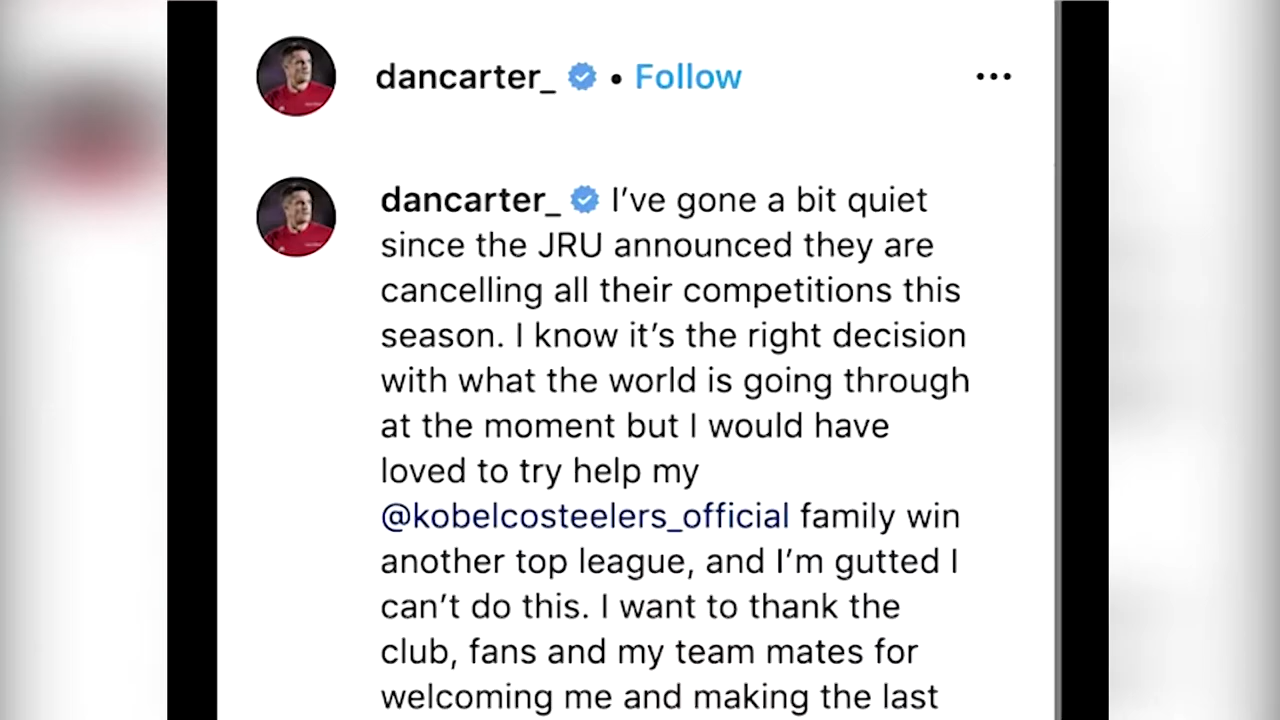 dancarter_ • Follow
dancarter_ I’ve gone a bit quiet
since the JRU announced they are
cancelling all their competitions this
season. I know it’s the right decision
with what the world is going through
at the moment but I would have
loved to try help my
@kobelcosteelers_official family win
another top league, and I’m gutted I
can’t do this. I want to thank the
club, fans and my team mates for
welcoming me and making the last